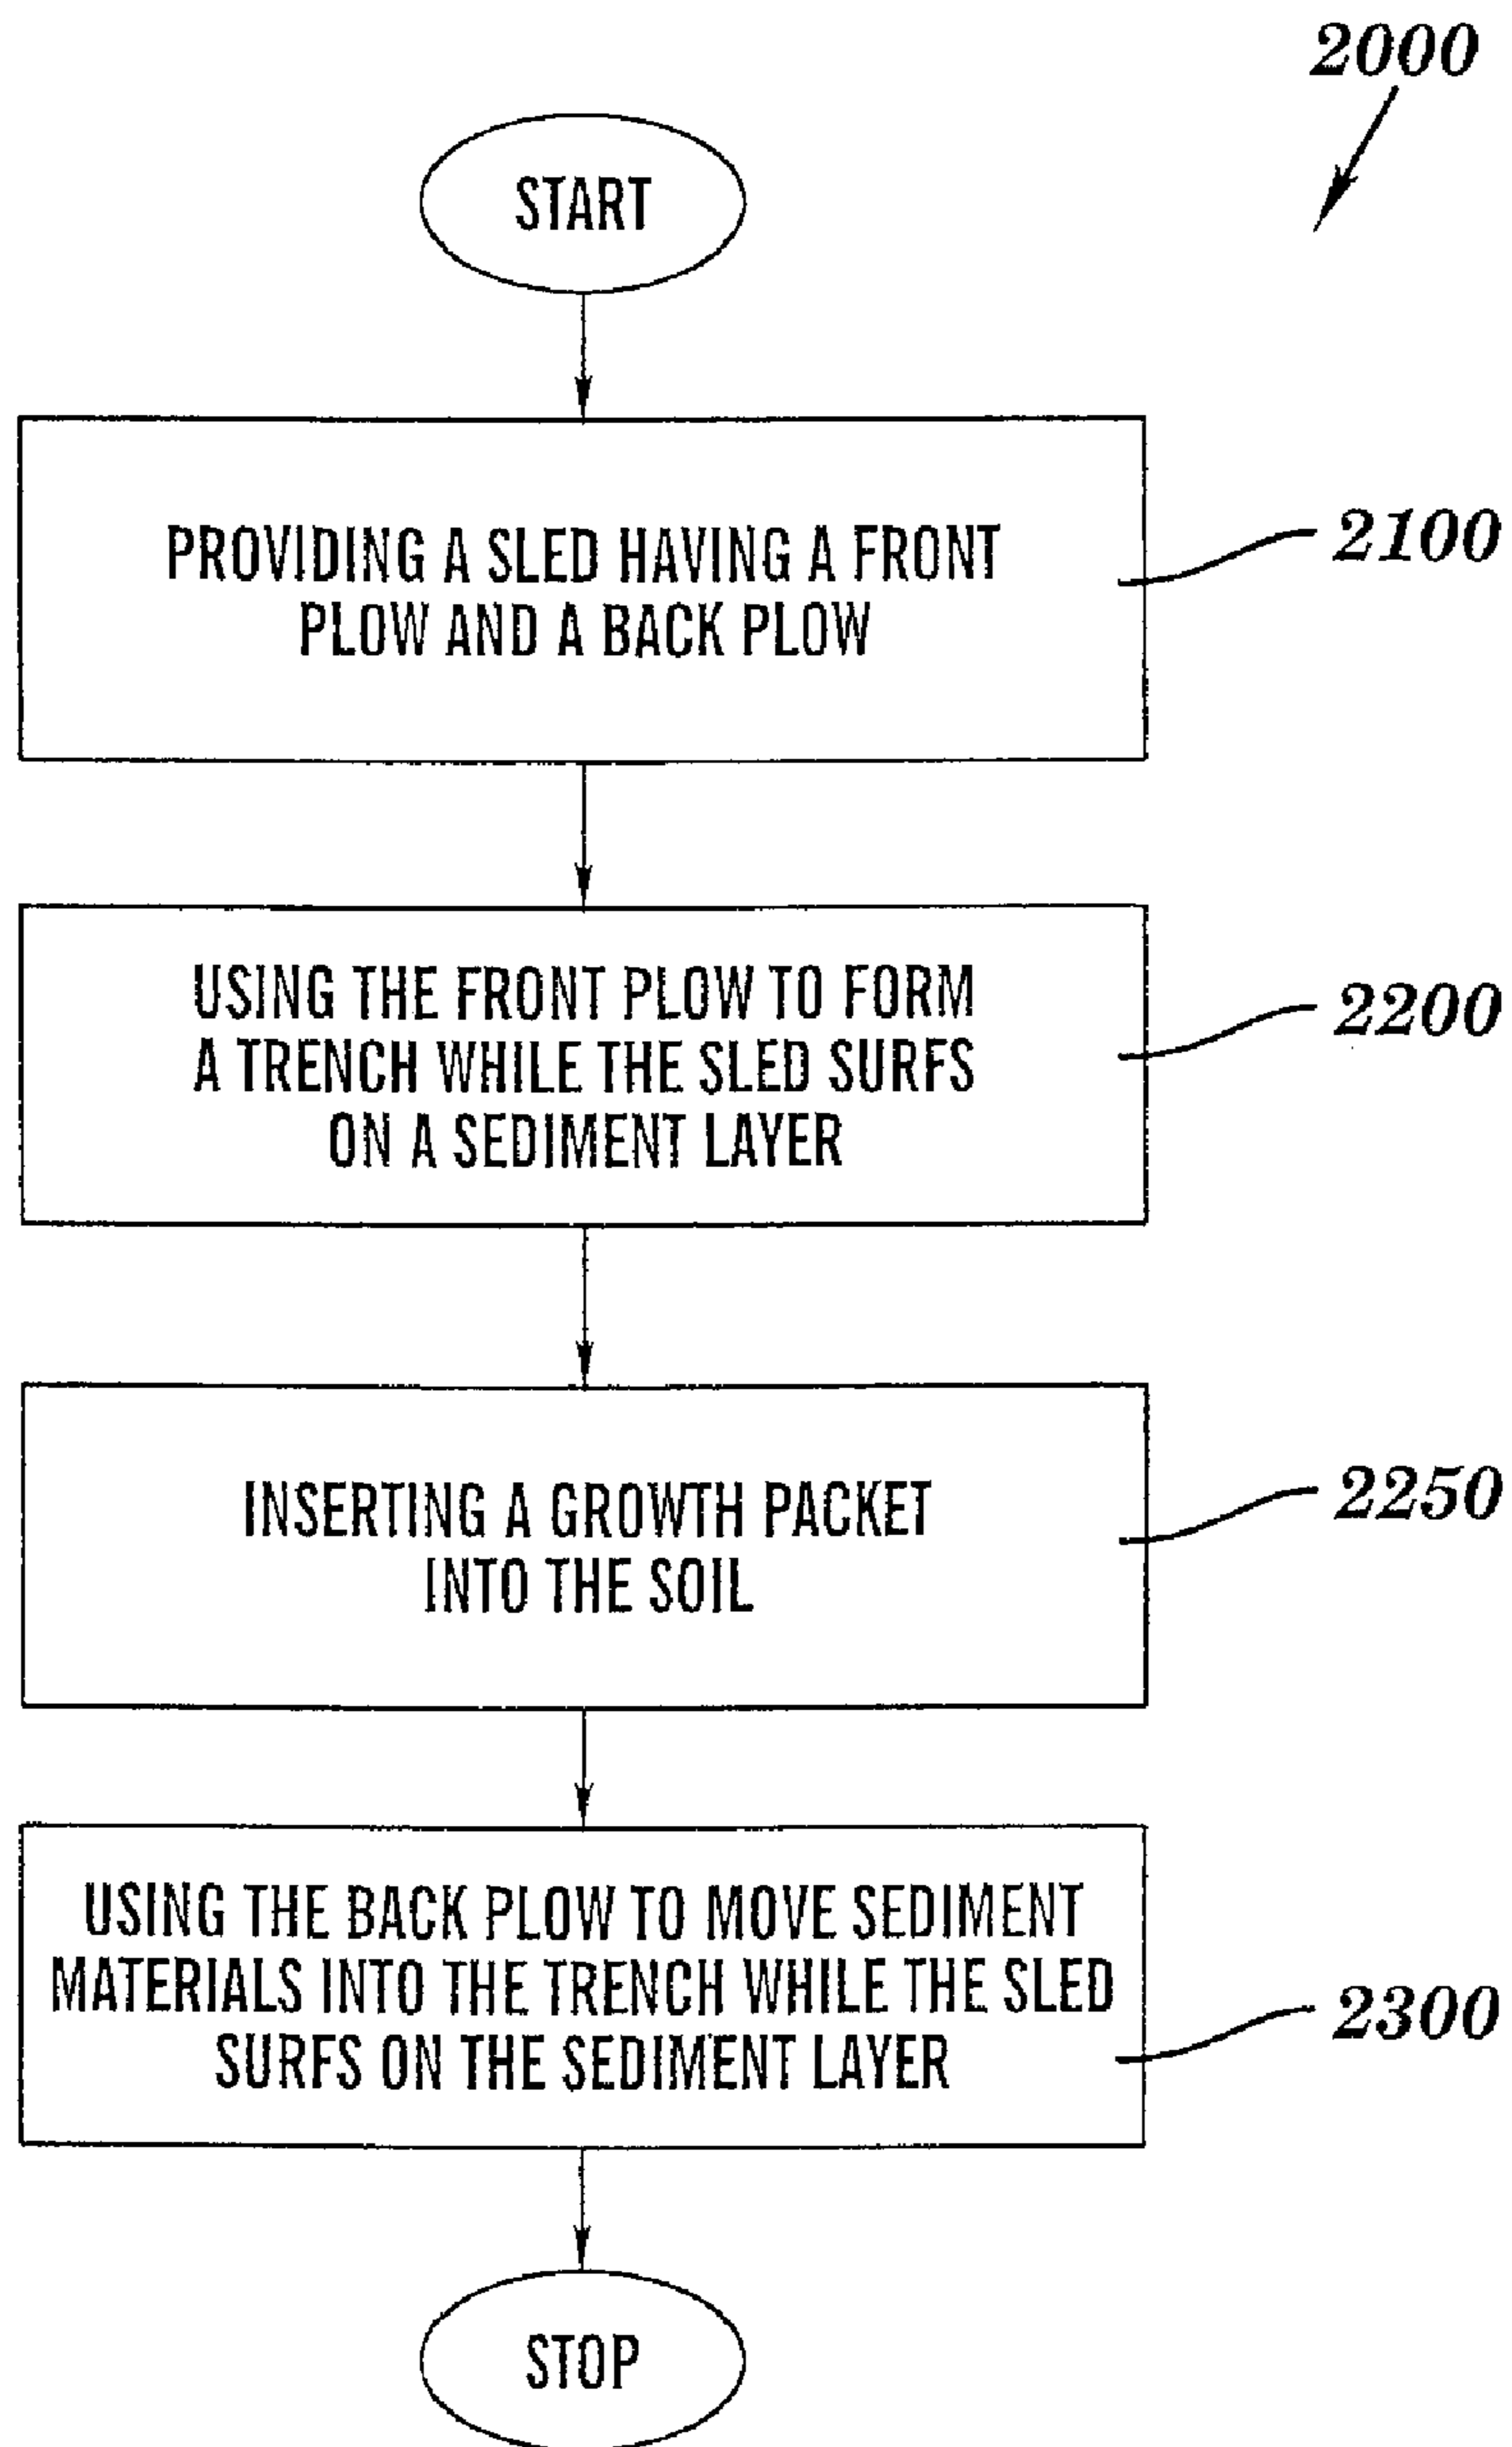 2000
START
PROVIDING A SLED HAVING A FRONT
PLOW AND A BACK PLOW
2100
USING THE FRONT PLOW TO FORM
A TRENCH WHILE THE SLED SURFS
ON A SEDIMENT LAYER
2200
INSERTING A GROWTH PACKET
INTO THE SOIL
2250
USING THE BACK PLOW TO MOVE SEDIMENT
MATERIALS INTO THE TRENCH WHILE THE SLED
SURFS ON THE SEDIMENT LAYER
2300
STOP